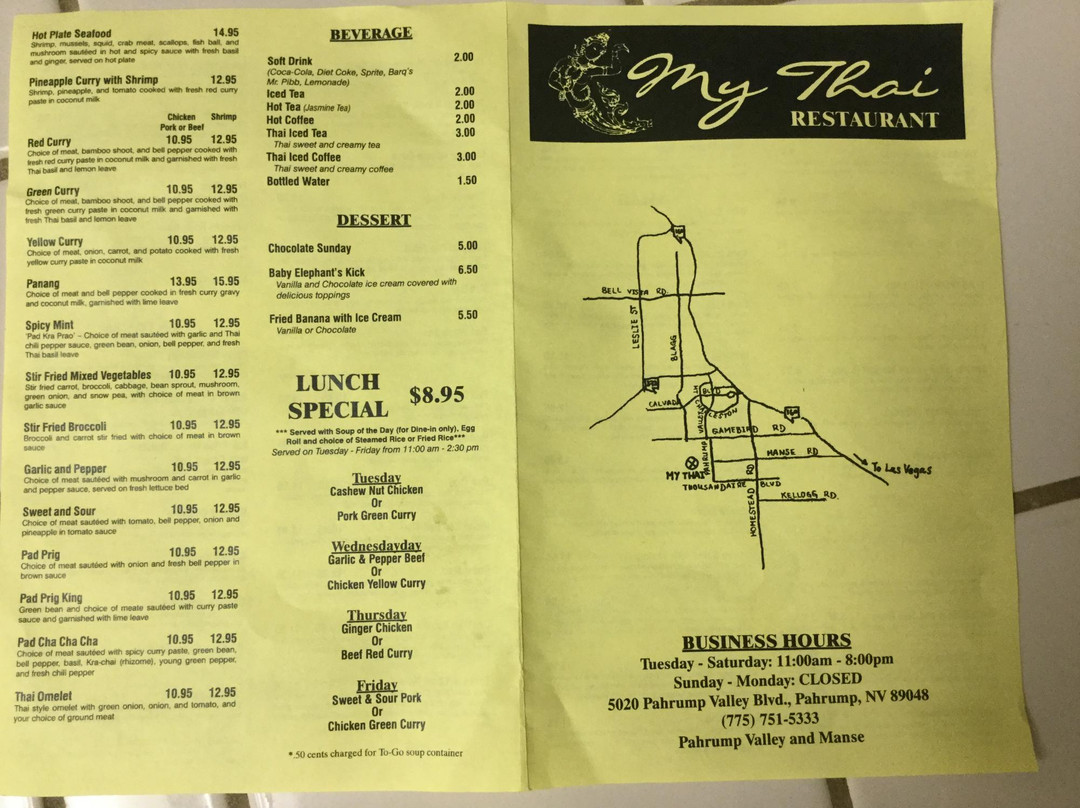 Hot Plate Seafood 14.95
Shrimp, mussels, squid, crab meat, scallops, fish ball, and
mushroom sautéed in hot and spicy sauce with fresh basil
and ginger, served on hot plate
Pineapple Curry with Shrimp 12.95
Shrimp, pineapple, and tomato cooked with fresh red curry
paste in coconut milk
Chicken Shrimp
Pork or Beef
Red Curry 10.95 12.95
Choice of meat, bamboo shoot, and bell pepper cooked with
fresh red curry paste in coconut milk and garnished with fresh
Thai basil and lemon leave
Green Curry 10.95 12.95
Choice of meat, bamboo shoot, and bell pepper cooked with
fresh green curry paste in coconut milk and garnished with
fresh Thai basil and lemon leave
Yellow Curry 10.95 12.95
Choice of meat, onion, carrot, and potato cooked with fresh
yellow curry paste in coconut milk
Panang 13.95 15.95
Choice of meat and bell pepper cooked in fresh curry gravy
and coconut milk, garnished with lime leave
Spicy Mint 10.95 12.95
'Pad Kra Prao' – Choice of meat sautéed with garlic and Thai
chili pepper sauce, green bean, onion, bell pepper, and fresh
Thai basil leave
Stir Fried Mixed Vegetables 10.95 12.95
Stir fried carrot, broccoli, cabbage, bean sprout, mushroom,
green onion, and snow pea, with choice of meat in brown
garlic sauce
Stir Fried Broccoli 10.95 12.95
Broccoli and carrot stir fried with choice of meat in brown
sauce
Garlic and Pepper 10.95 12.95
Choice of meat sautéed with mushroom and carrot in garlic
and pepper sauce, served on fresh lettuce bed
Sweet and Sour 10.95 12.95
Choice of meat sautéed with tomato, bell pepper, onion and
pineapple in tomato sauce
Pad Prig 10.95 12.95
Choice of meat sautéed with onion and fresh bell pepper in
brown sauce
Pad Prig King 10.95 12.95
Green bean and choice of meate sautéed with curry paste
sauce and garnished with lime leave
Pad Cha Cha Cha 10.95 12.95
Choice of meat sautéed with spicy curry paste, green bean,
bell pepper, basil, Kra-chai (rhizome), young green pepper,
and fresh chili pepper
Thai Omelet 10.95 12.95
Thai style omelet with green onion, onion, and tomato, and
your choice of ground meat
BEVERAGE
Soft Drink 2.00
(Coca-Cola, Diet Coke, Sprite, Barq's
Mr. Pibb, Lemonade)
Iced Tea 2.00
Hot Tea (Jasmine Tea) 2.00
Hot Coffee 2.00
Thai Iced Tea 3.00
Thai sweet and creamy tea
Thai Iced Coffee 3.00
Thai sweet and creamy coffee
Bottled Water 1.50
DESSERT
Chocolate Sunday 5.00
Baby Elephant's Kick 6.50
Vanilla and Chocolate ice cream covered with
delicious toppings
Fried Banana with Ice Cream 5.50
Vanilla or Chocolate
LUNCH
SPECIAL $8.95
*** Served with Soup of the Day (for Dine-in only), Egg
Roll and choice of Steamed Rice or Fried Rice***
Served on Tuesday - Friday from 11:00 am - 2:30 pm
Tuesday
Cashew Nut Chicken
Or
Pork Green Curry
Wednesdayday
Garlic & Pepper Beef
Or
Chicken Yellow Curry
Thursday
Ginger Chicken
Or
Beef Red Curry
Friday
Sweet & Sour Pork
Or
Chicken Green Curry
*.50 cents charged for To-Go soup container
My Thai
RESTAURANT
BELL VISTA RD.
LESLIE ST
BLAGG
CALVADA
BLVD
PAHRUMP VALLEY
GAMEBIRD RD
MANSE RD
MY THAI
THOUSANDAIRE BLVD
HOMESTEAD RD
KELLOGG RD.
To Las Vegas
BUSINESS HOURS
Tuesday - Saturday: 11:00am - 8:00pm
Sunday - Monday: CLOSED
5020 Pahrump Valley Blvd., Pahrump, NV 89048
(775) 751-5333
Pahrump Valley and Manse